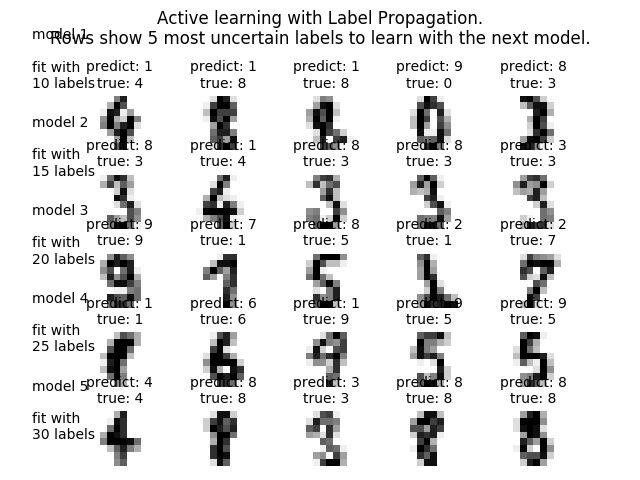 Active learning with Label Propagation.
Rows show 5 most uncertain labels to learn with the next model.
model 1
fit with
10 labels
predict: 1
true: 4
predict: 1
true: 8
predict: 1
true: 8
predict: 9
true: 0
predict: 8
true: 3
model 2
fit with
15 labels
predict: 8
true: 3
predict: 1
true: 4
predict: 8
true: 3
predict: 8
true: 3
predict: 3
true: 3
model 3
fit with
20 labels
predict: 9
true: 9
predict: 7
true: 1
predict: 8
true: 5
predict: 2
true: 1
predict: 2
true: 7
model 4
fit with
25 labels
predict: 1
true: 1
predict: 6
true: 6
predict: 1
true: 9
predict: 9
true: 5
predict: 9
true: 5
model 5
fit with
30 labels
predict: 4
true: 4
predict: 8
true: 8
predict: 3
true: 3
predict: 8
true: 8
predict: 8
true: 8